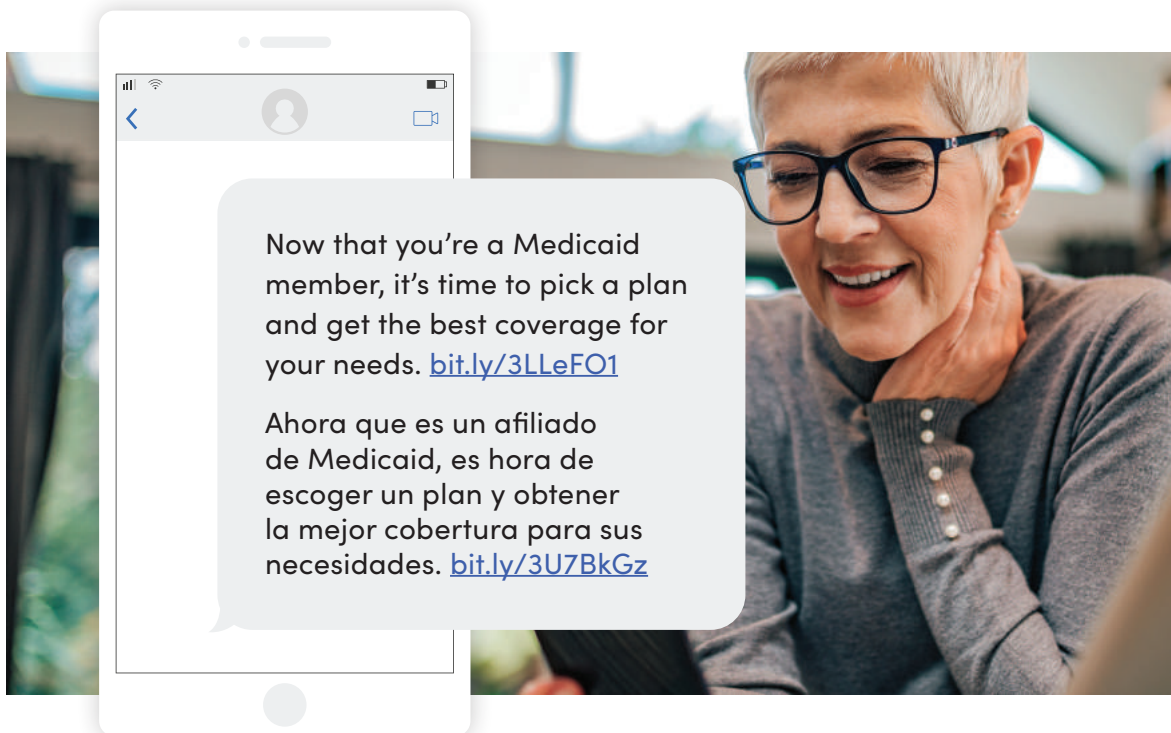 Now that you’re a Medicaid
member, it’s time to pick a plan
and get the best coverage for
your needs. bit.ly/3LLeFO1
Ahora que es un afiliado
de Medicaid, es hora de
escoger un plan y obtener
la mejor cobertura para sus
necesidades. bit.ly/3U7BkGz